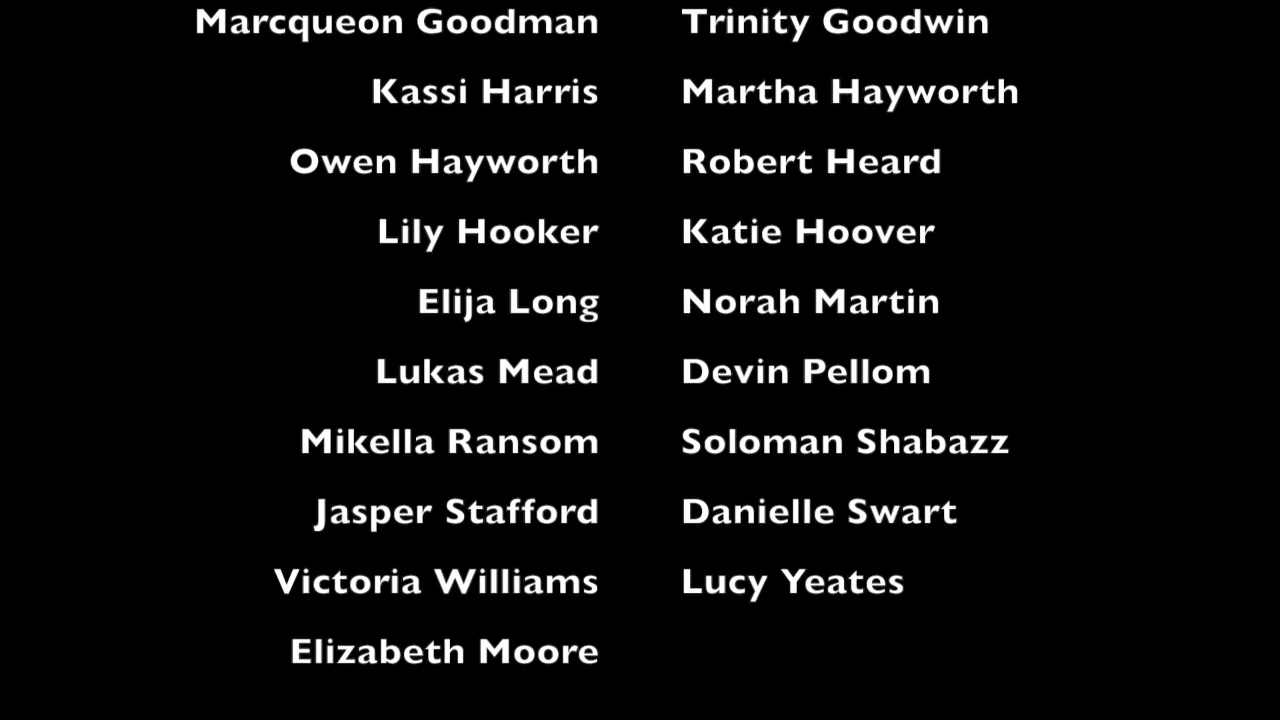 Marcqueon Goodman Trinity Goodwin
Kassi Harris Martha Hayworth
Owen Hayworth Robert Heard
Lily Hooker Katie Hoover
Elija Long Norah Martin
Lukas Mead Devin Pellom
Mikella Ransom Soloman Shabazz
Jasper Stafford Danielle Swart
Victoria Williams Lucy Yeates
Elizabeth Moore